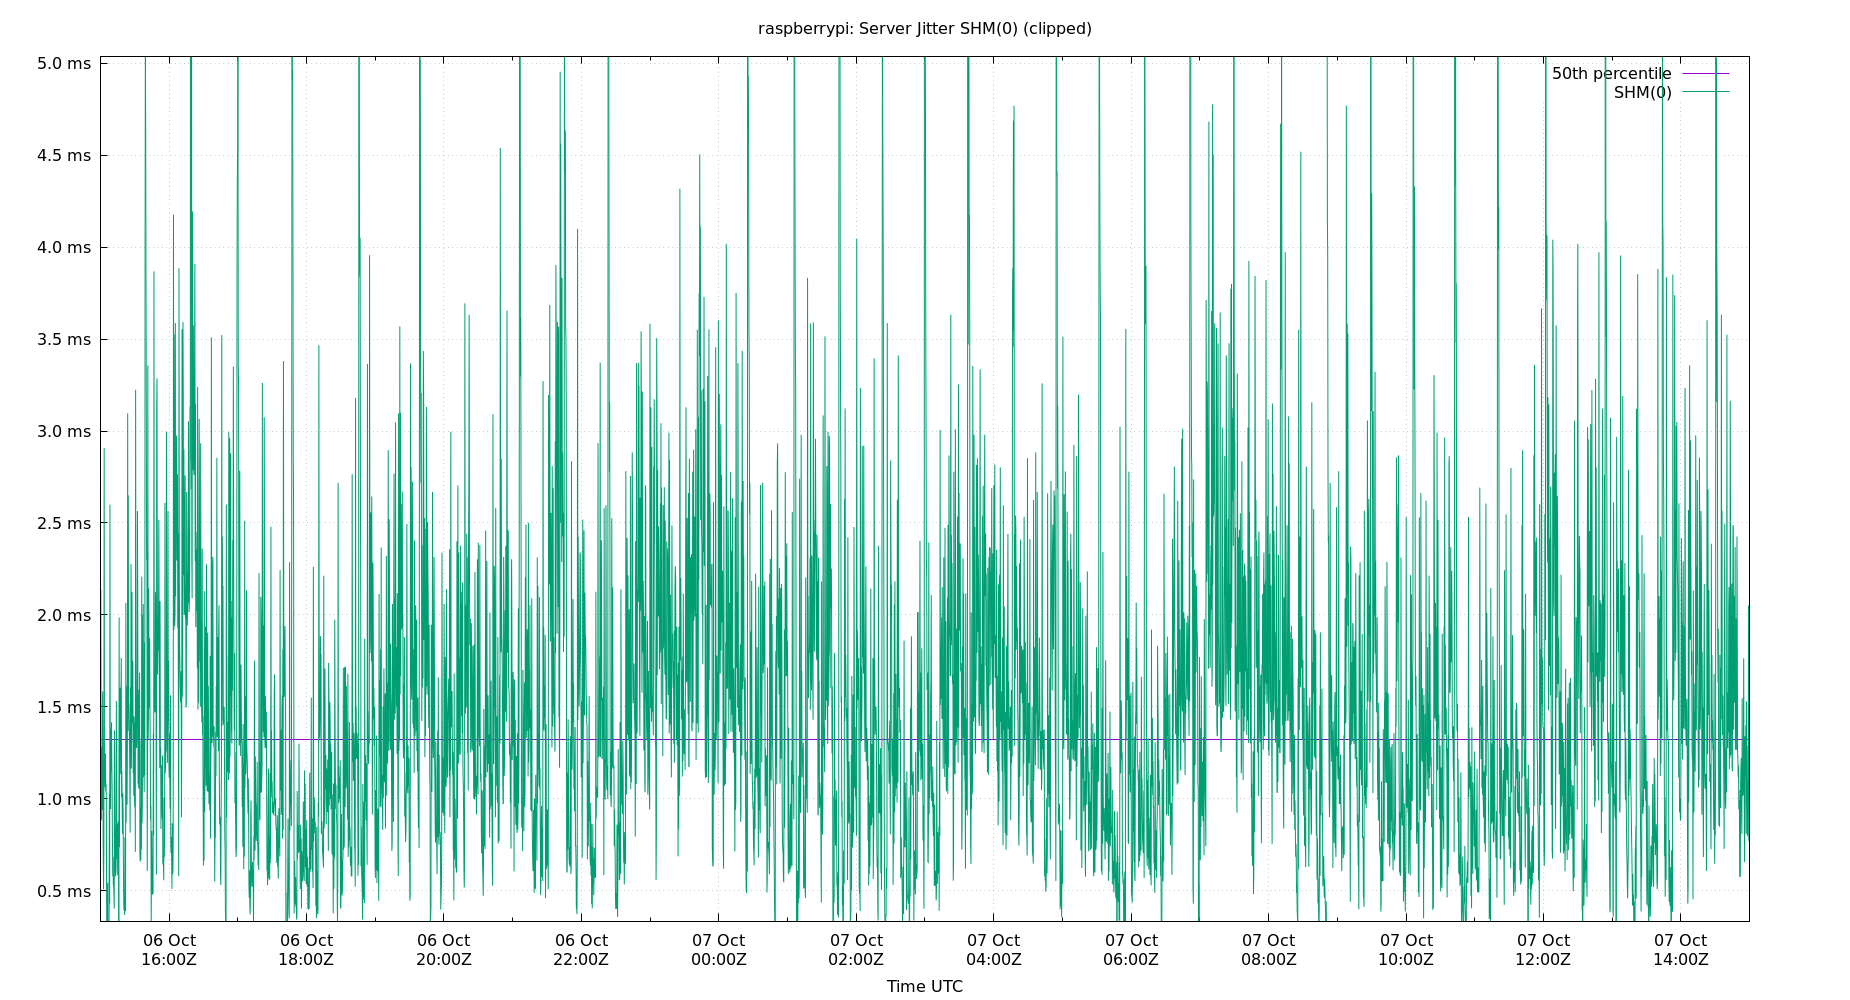 raspberrypi: Server Jitter SHM(0) (clipped)
5.0 ms
4.5 ms
4.0 ms
3.5 ms
3.0 ms
2.5 ms
2.0 ms
1.5 ms
1.0 ms
0.5 ms
50th percentile
SHM(0)
06 Oct 06 Oct 06 Oct 06 Oct 07 Oct 07 Oct 07 Oct 07 Oct 07 Oct 07 Oct 07 Oct 07 Oct
16:00Z 18:00Z 20:00Z 22:00Z 00:00Z 02:00Z 04:00Z 06:00Z 08:00Z 10:00Z 12:00Z 14:00Z
Time UTC